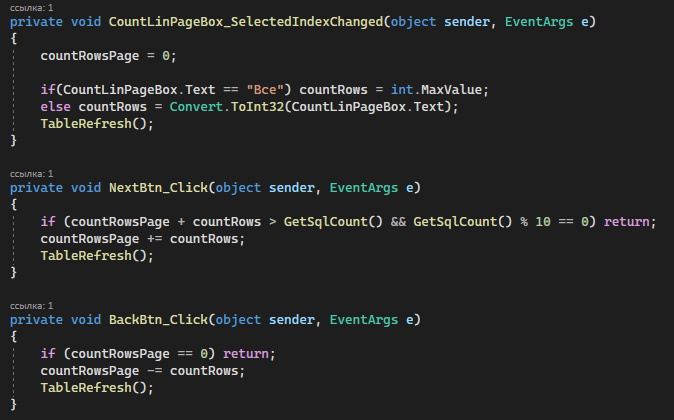 ссылка: 1
private void CountLinPageBox_SelectedIndexChanged(object sender, EventArgs e)
{
    countRowsPage = 0;

    if(CountLinPageBox.Text == "Все") countRows = int.MaxValue;
    else countRows = Convert.ToInt32(CountLinPageBox.Text);
    TableRefresh();
}

ссылка: 1
private void NextBtn_Click(object sender, EventArgs e)
{
    if (countRowsPage + countRows > GetSqlCount() && GetSqlCount() % 10 == 0) return;
    countRowsPage += countRows;
    TableRefresh();
}

ссылка: 1
private void BackBtn_Click(object sender, EventArgs e)
{
    if (countRowsPage == 0) return;
    countRowsPage -= countRows;
    TableRefresh();
}